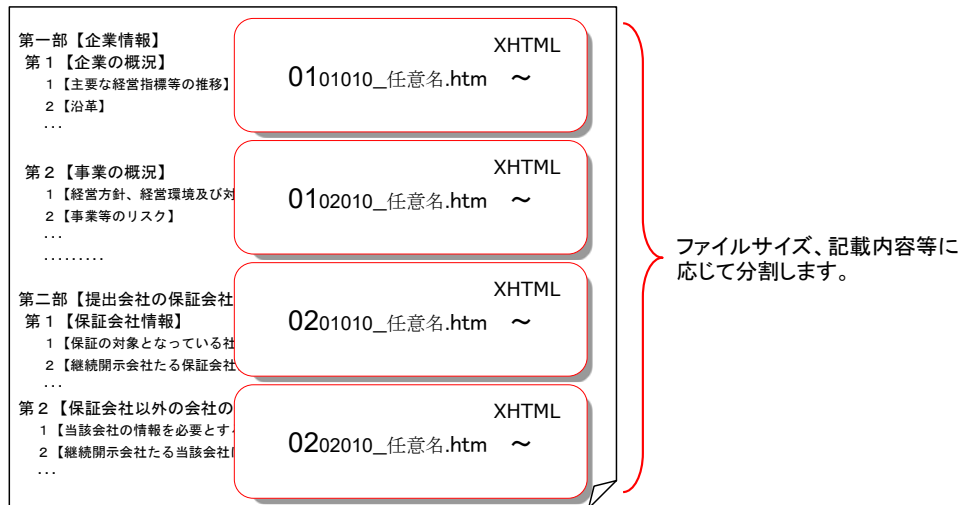 第一部【企業情報】
第１【企業の概況】
１【主要な経営指標等の推移】
２【沿革】
...
XHTML
0101010_任意名.htm ～
第２【事業の概況】
１【経営方針、経営環境及び対
２【事業等のリスク】
...
.........
XHTML
0102010_任意名.htm ～
第二部【提出会社の保証会社
第１【保証会社情報】
１【保証の対象となっている社
２【継続開示会社たる保証会社
...
XHTML
0201010_任意名.htm ～
第２【保証会社以外の会社の
１【当該会社の情報を必要とす
２【継続開示会社たる当該会社
...
XHTML
0202010_任意名.htm ～
ファイルサイズ、記載内容等に
応じて分割します。